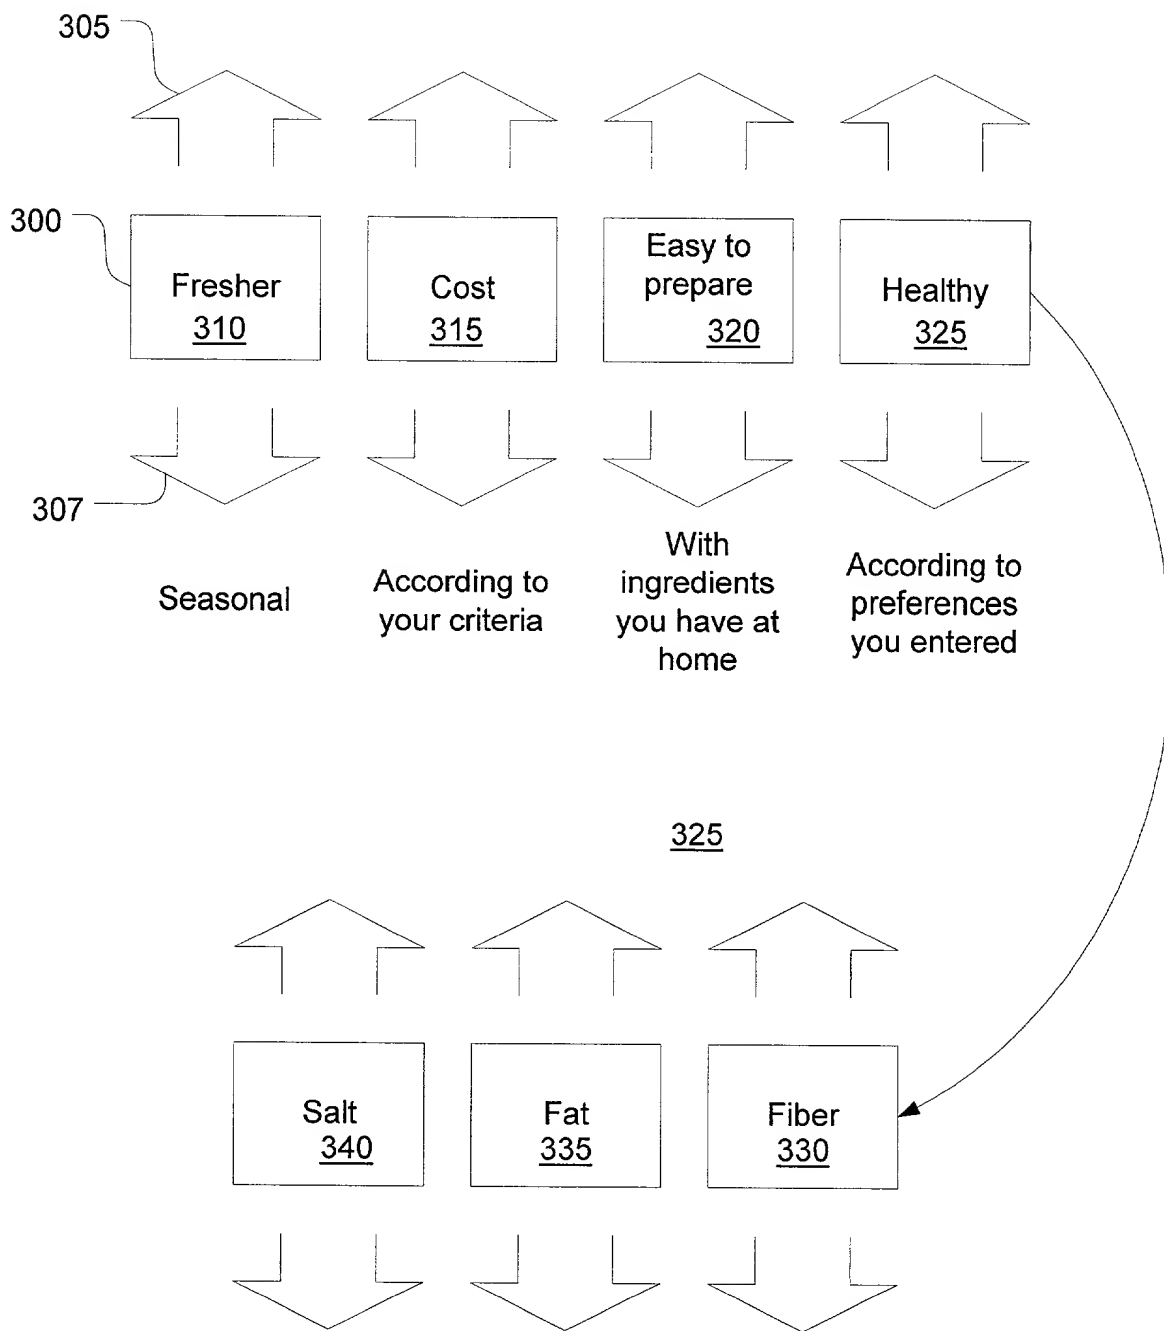 305
300
Fresher
310
Cost
315
Easy to
prepare
320
Healthy
325
307
Seasonal
According to
your criteria
With
ingredients
you have at
home
According to
preferences
you entered
325
Salt
340
Fat
335
Fiber
330